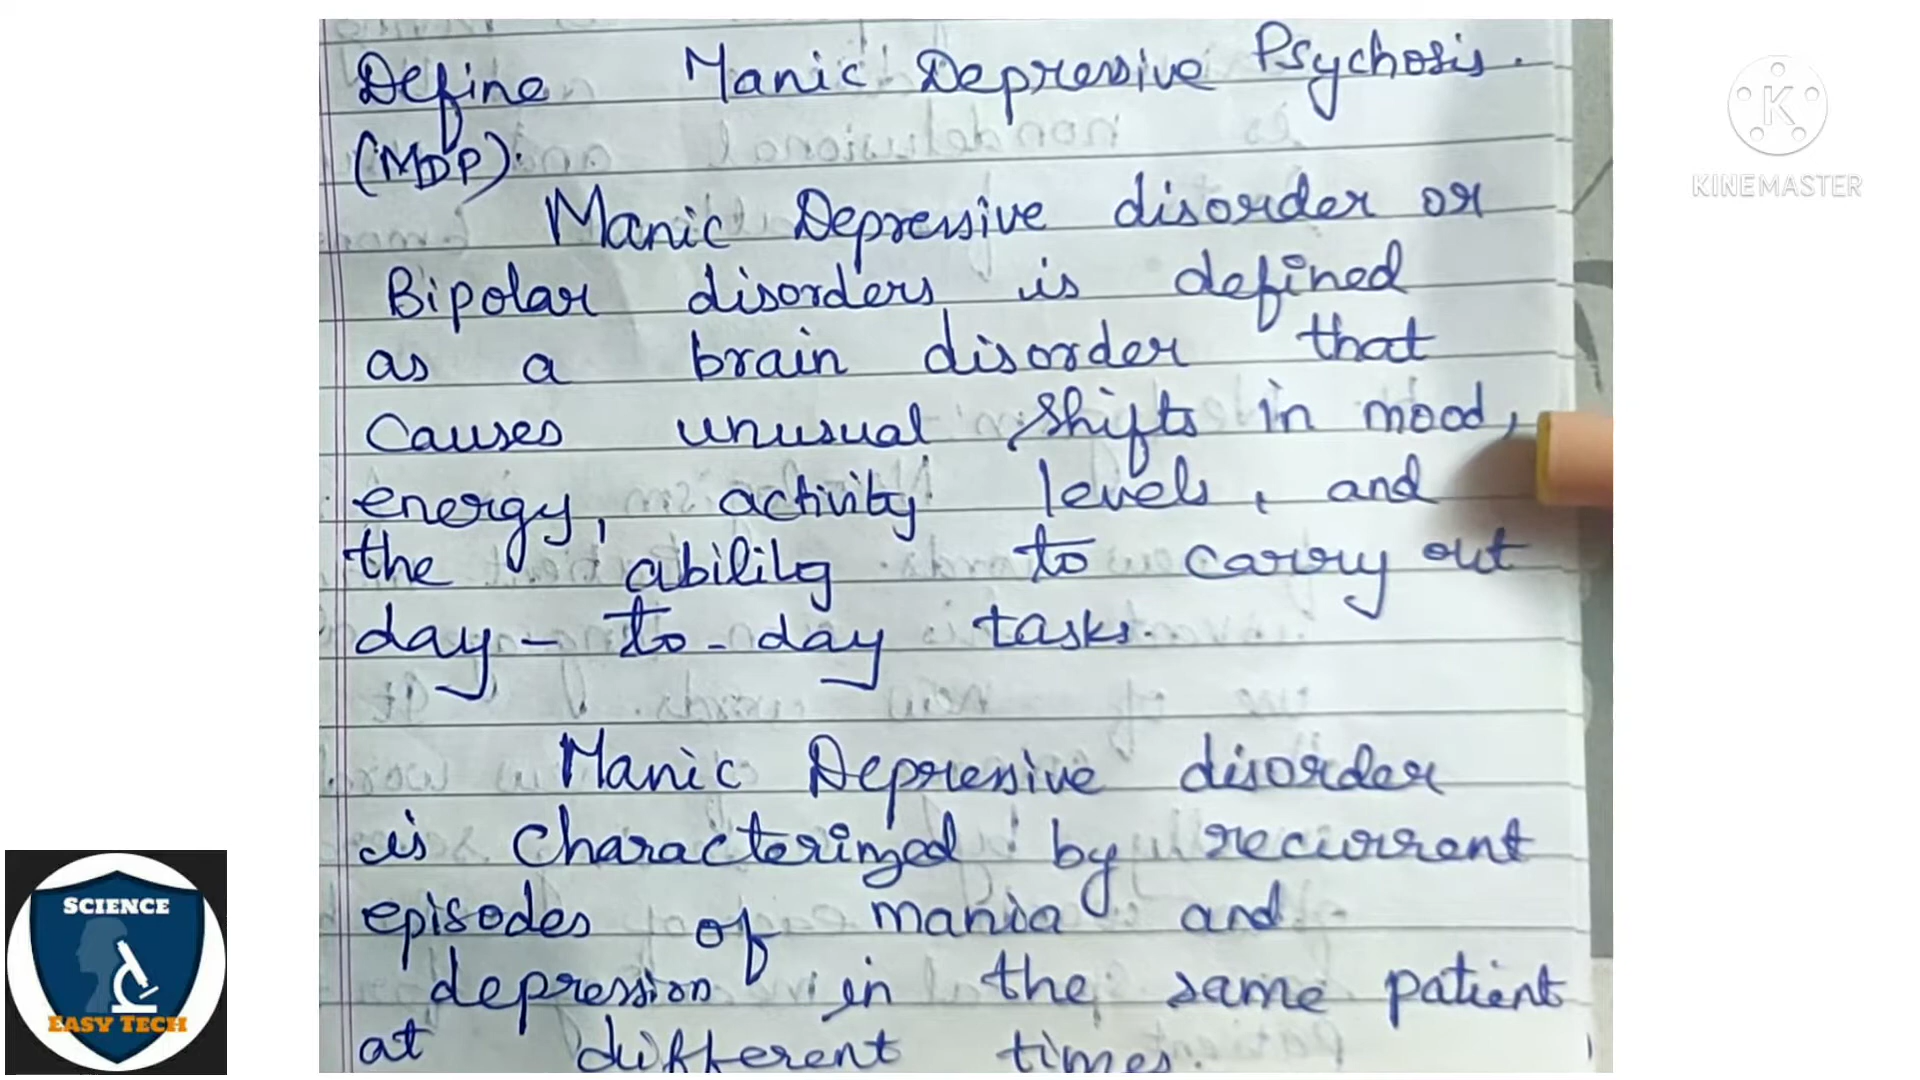 Define Manic Depressive Psychosis.
(MDP).
Manic Depressive disorder or
Bipolar disorders is defined
as a brain disorder that
causes unusual shifts in mood,
energy, activity levels, and
the ability to carry out
day-to-day tasks.
Manic Depressive disorder
is characterized by recurrent
episodes of mania and
depression in the same patient
at different times.
K
KINEMASTER
SCIENCE
EASY TECH